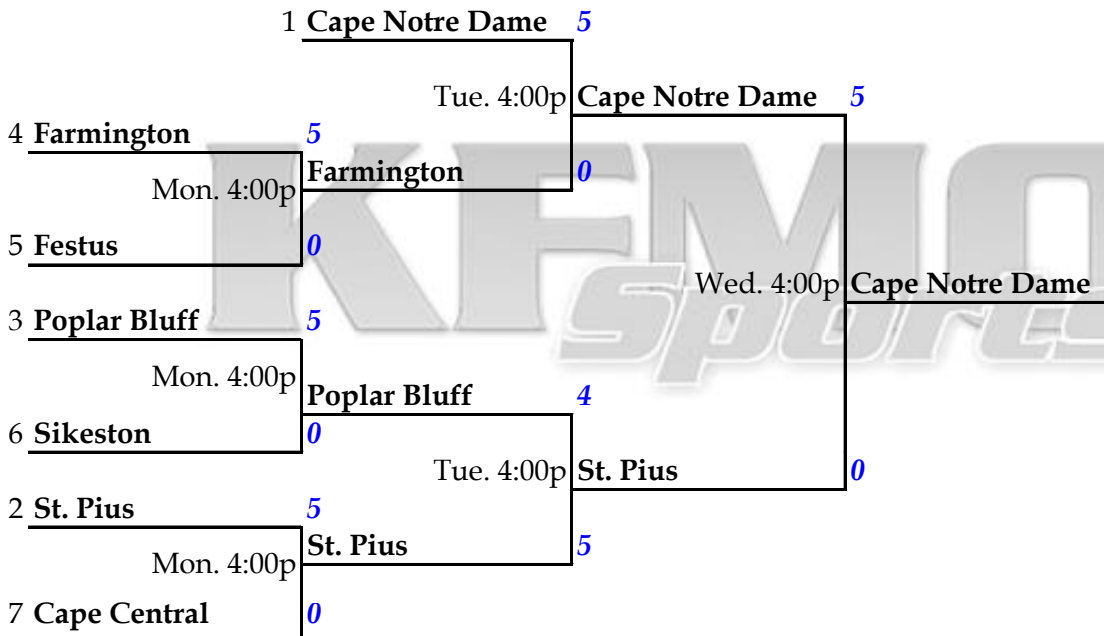 1 Cape Notre Dame 5
Tue. 4:00p Cape Notre Dame 5
4 Farmington 5
Farmington 0
Mon. 4:00p
5 Festus 0
Wed. 4:00p Cape Notre Dame
3 Poplar Bluff 5
Mon. 4:00p
Poplar Bluff 4
6 Sikeston 0
Tue. 4:00p St. Pius 0
2 St. Pius 5
St. Pius 5
Mon. 4:00p
7 Cape Central 0
KFMO
Sports